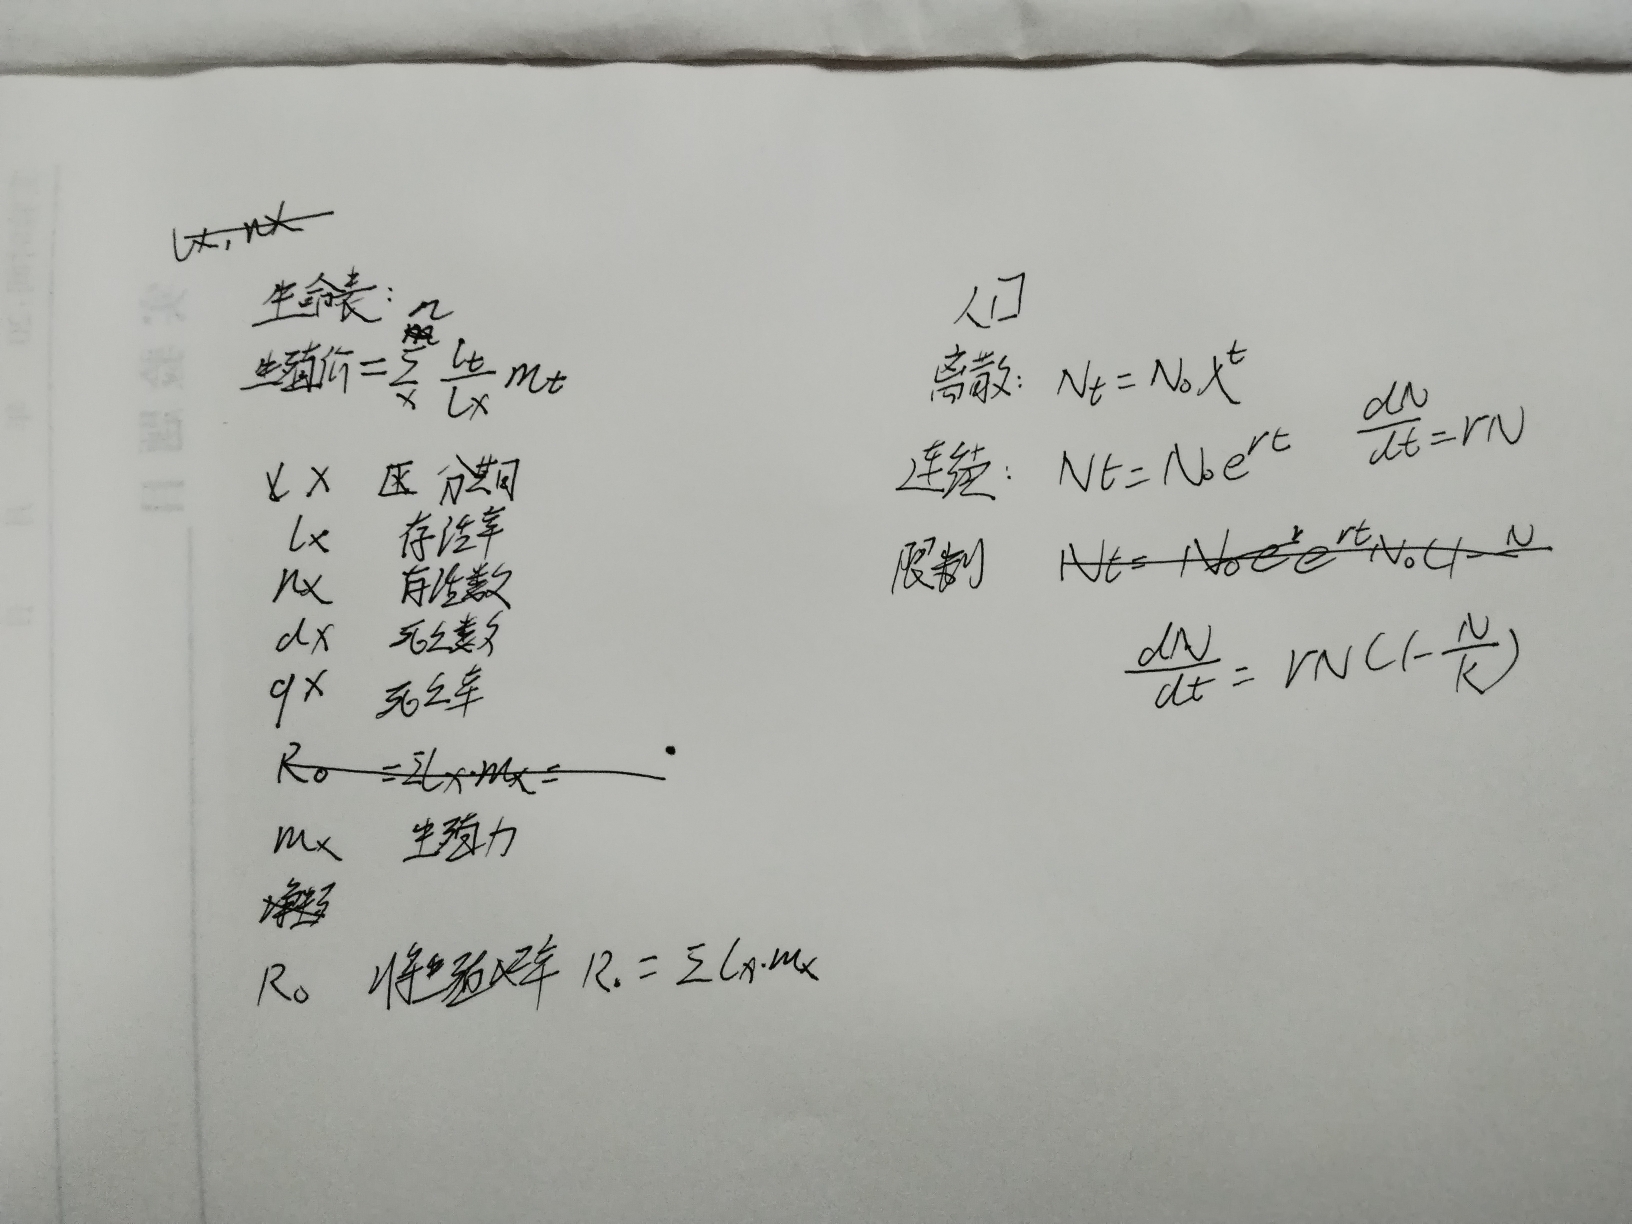 生命表:
生殖价 = n Σ x lt/lx mt
x 区分期
lx 存活率
nx 存活数
dx 死亡数
qx 死亡率
mx 生殖力
R₀ 净生殖率 R₀ = Σ lx·mx
人口
离散: Nt = N₀λ^t
连续: Nt = N₀e^rt dN/dt = rN
限制
dN/dt = rN(1-N/k)